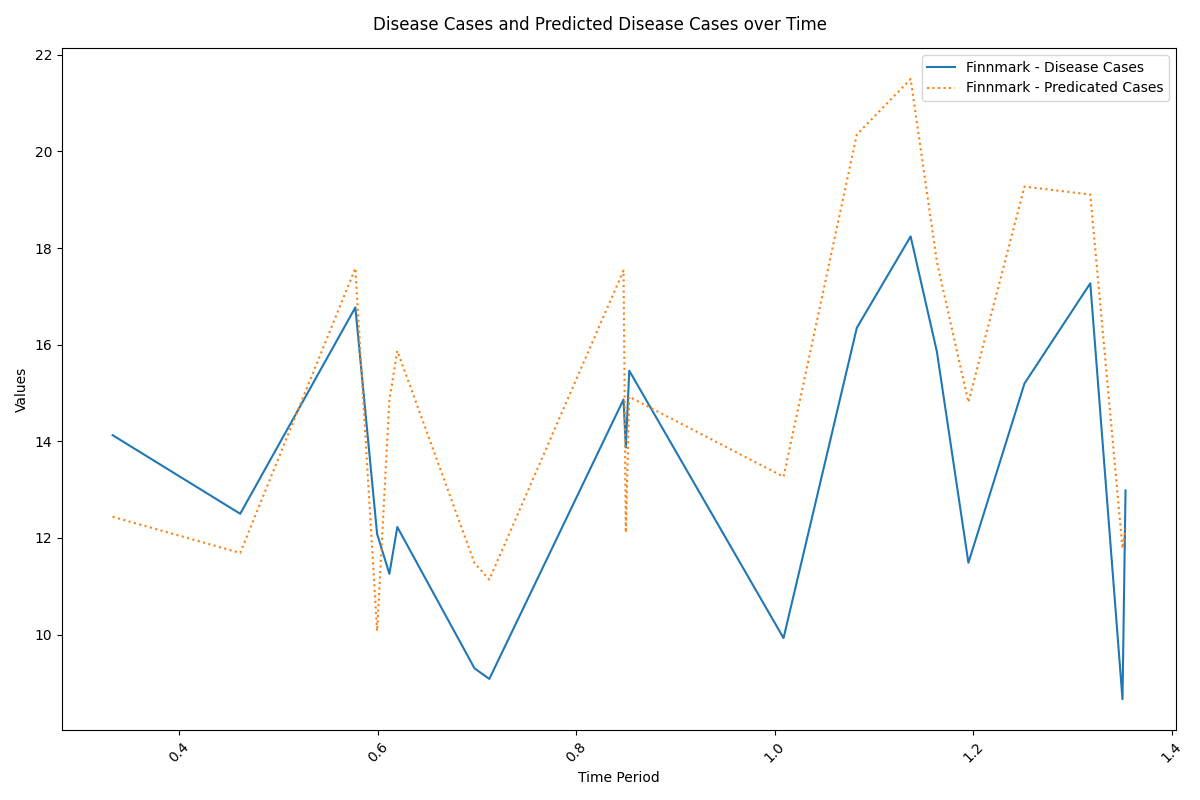 Disease Cases and Predicted Disease Cases over Time
Finnmark - Disease Cases
Finnmark - Predicated Cases
Values
22
20
18
16
14
12
10
0.4
0.6
0.8
1.0
1.2
1.4
Time Period